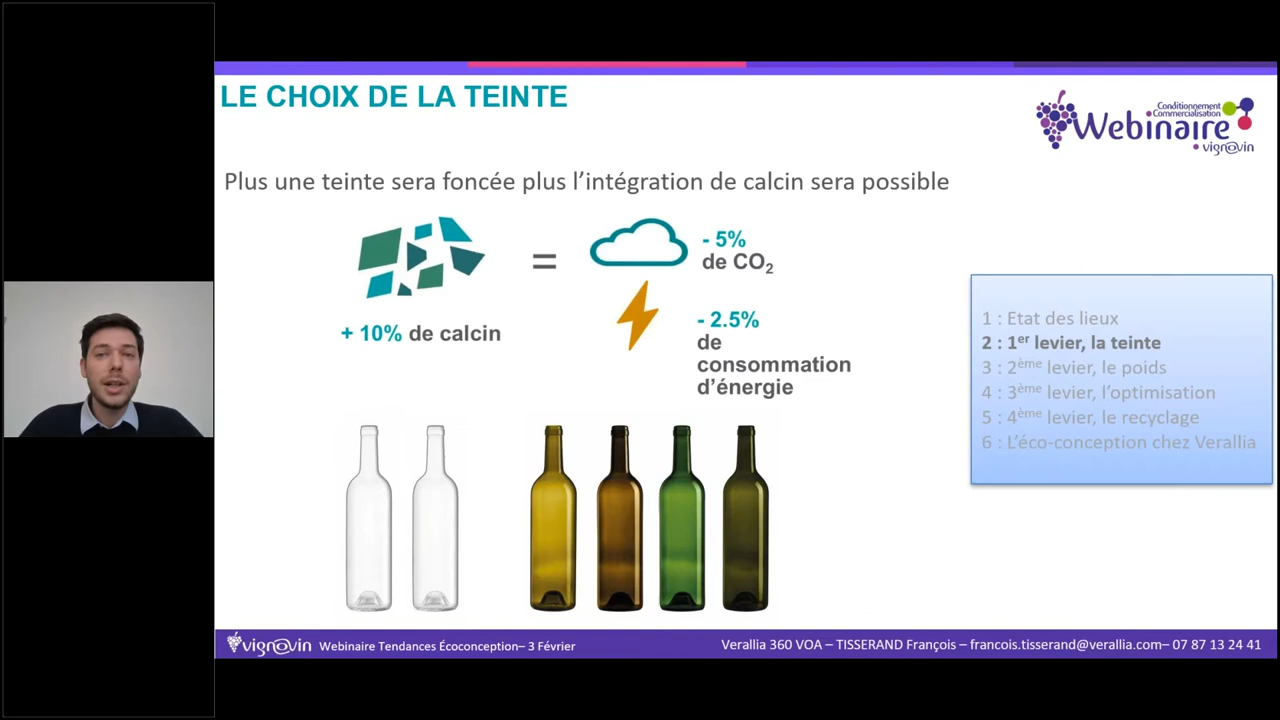 LE CHOIX DE LA TEINTE
Conditionnement
Commercialisation
Webinaire
vignovin
Plus une teinte sera foncée plus l'intégration de calcin sera possible
=
- 5%
de CO₂
+ 10% de calcin
- 2.5%
de
consommation
d'énergie
1 : Etat des lieux
2 : 1er levier, la teinte
3 : 2ème levier, le poids
4 : 3ème levier, l'optimisation
5 : 4ème levier, le recyclage
6 : L'éco-conception chez Verallia
vignovin Webinaire Tendances Écoconception– 3 Février
Verallia 360 VOA – TISSERAND François – francois.tisserand@verallia.com– 07 87 13 24 41